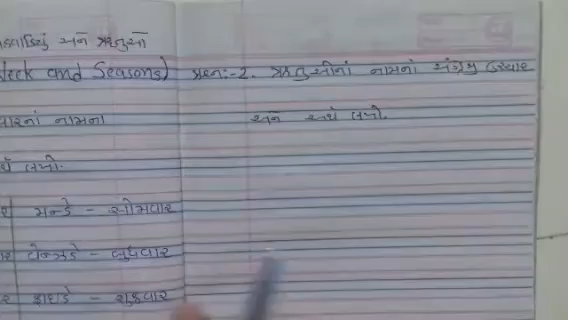 અઠવાડિયું અને ઋતુઓ
Week and Seasons)
વારનાં નામના
લખો.
મન્ડે - સોમવાર
વેન્સડે - બુધવાર
ફ્રાઇડે - શુક્રવાર
પ્રશ્ન:-2. ઋતુઓનાં નામનો અંગ્રેજી ઉચ્ચાર
અને અર્થ લખો.